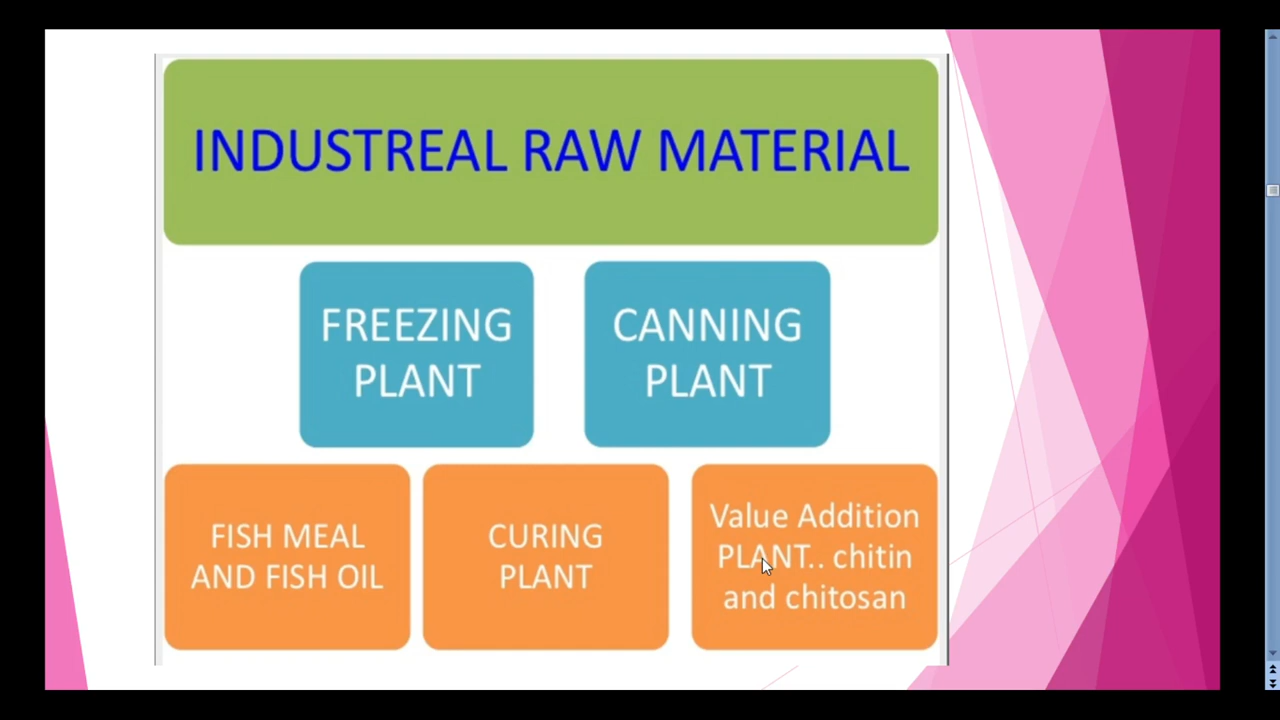 INDUSTREAL RAW MATERIAL
FREEZING
PLANT
CANNING
PLANT
FISH MEAL
AND FISH OIL
CURING
PLANT
Value Addition
PLANT.. chitin
and chitosan